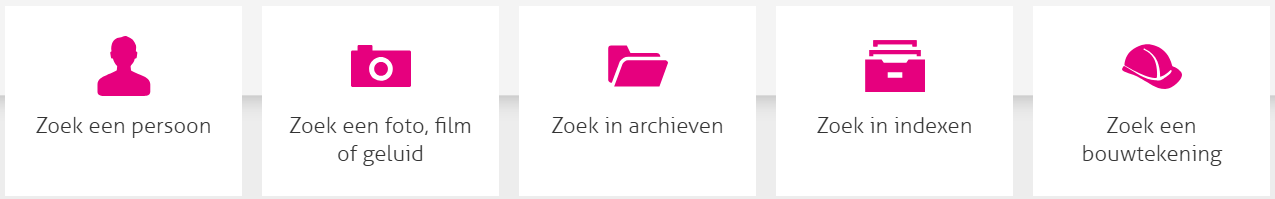 Zoek een persoon
Zoek een foto, film
of geluid
Zoek in archieven
Zoek in indexen
Zoek een
bouwtekening